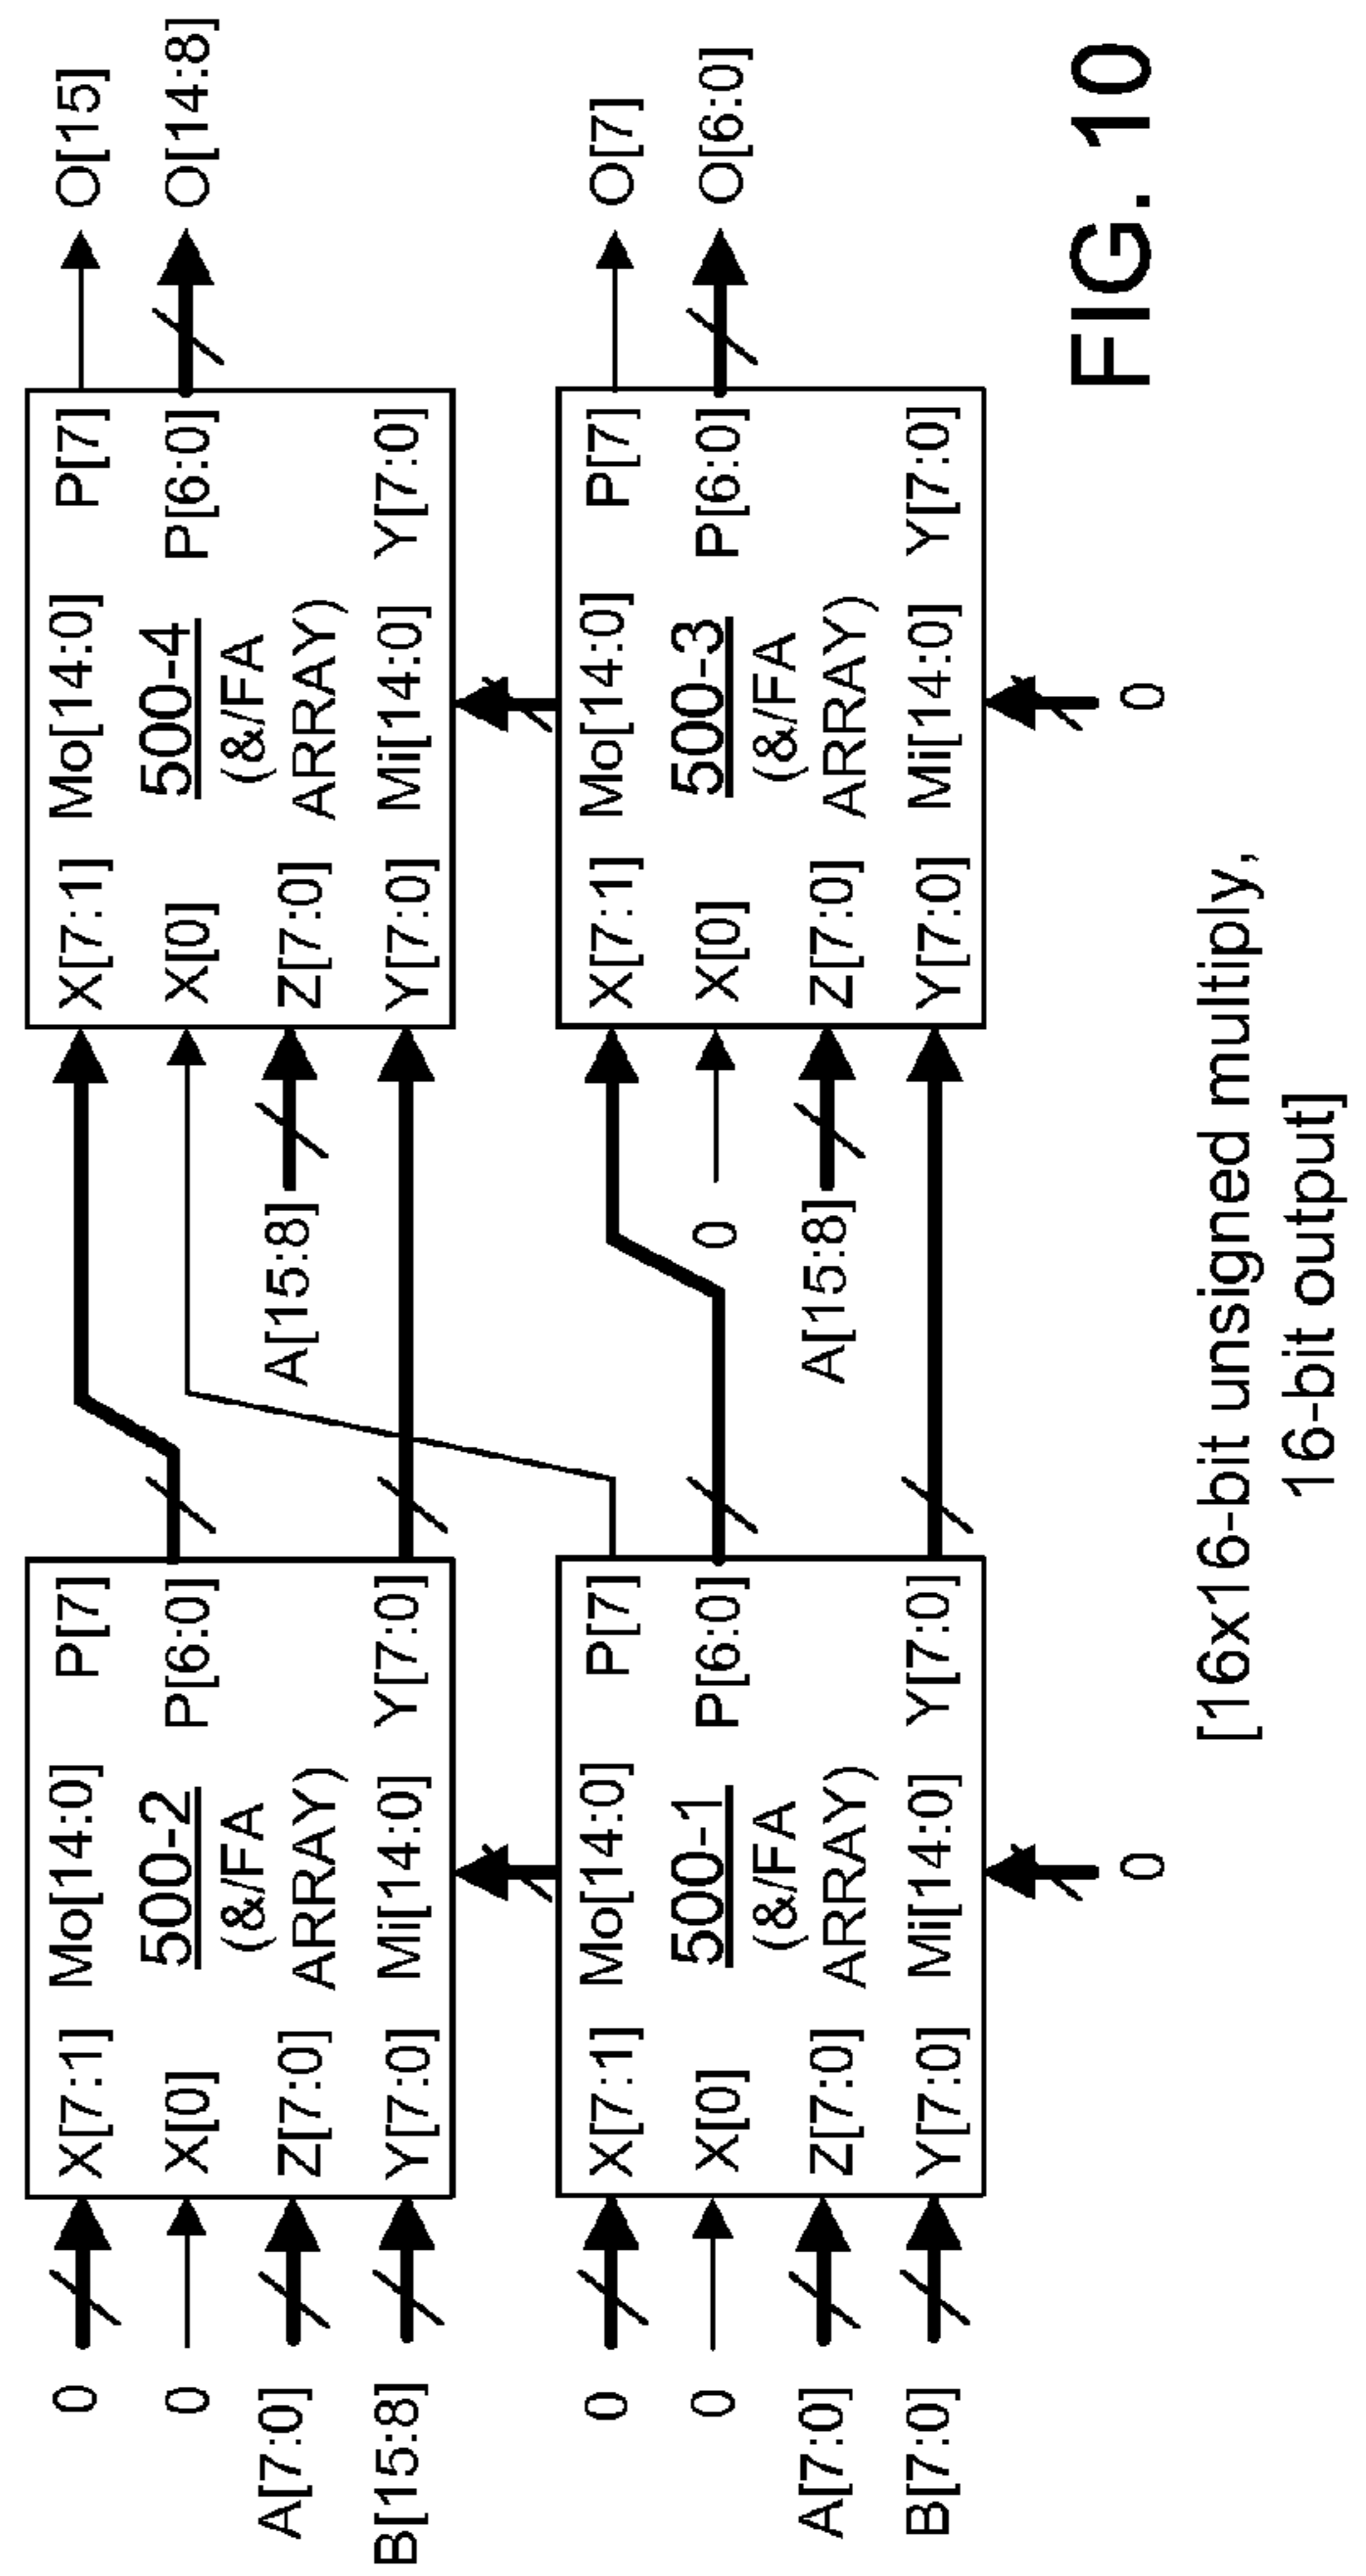 0
0
A[7:0]
B[15:8]
X[7:1] Mo[14:0] P[7]
X[0] 500-2 P[6:0]
Z[7:0] (&/FA
ARRAY)
Y[7:0] Mi[14:0] Y[7:0]
A[15:8]
X[7:1] Mo[14:0] P[7]
X[0] 500-4 P[6:0]
Z[7:0] (&/FA
ARRAY)
Y[7:0] Mi[14:0] Y[7:0]
O[15]
O[14:8]
0
0
A[7:0]
B[7:0]
X[7:1] Mo[14:0] P[7]
X[0] 500-1 P[6:0]
Z[7:0] (&/FA
ARRAY)
Y[7:0] Mi[14:0] Y[7:0]
0
0
A[15:8]
X[7:1] Mo[14:0] P[7]
X[0] 500-3 P[6:0]
Z[7:0] (&/FA
ARRAY)
Y[7:0] Mi[14:0] Y[7:0]
0
O[7]
O[6:0]
[16x16-bit unsigned multiply,
16-bit output]
FIG. 10